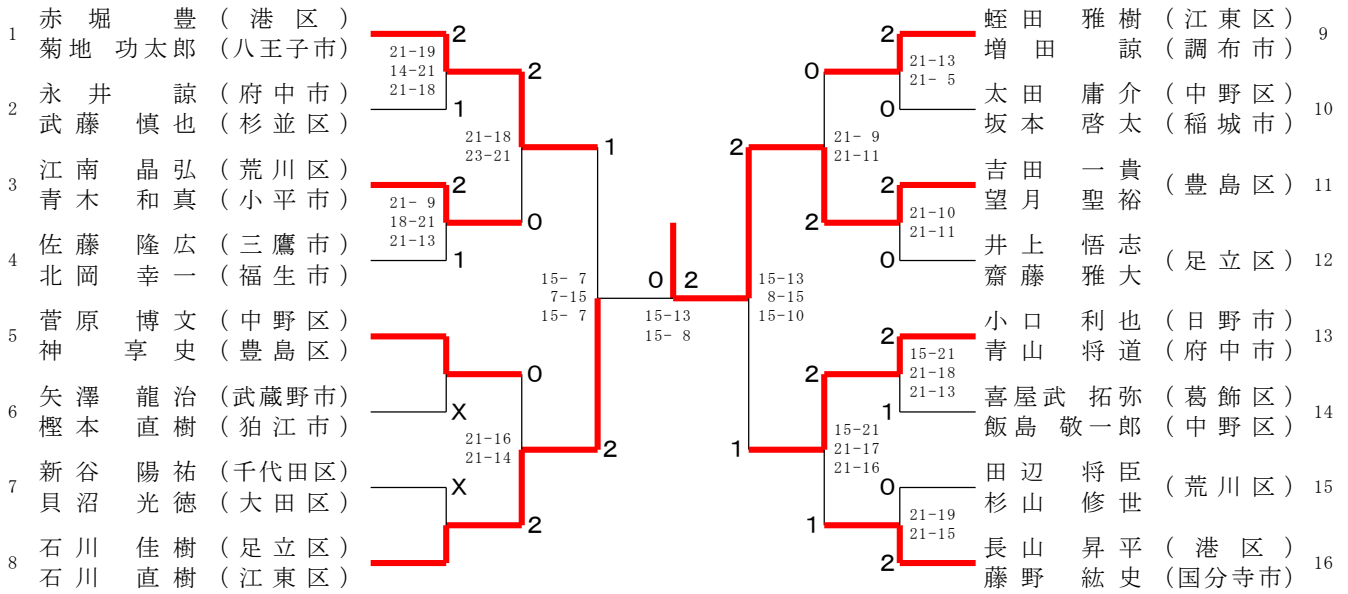 1 赤堀 豊 (港区)
菊地 功太郎 (八王子市)
2 永井 諒 (府中市)
武藤 慎也 (杉並区)
3 江南 晶弘 (荒川区)
青木 和真 (小平市)
4 佐藤 隆広 (三鷹市)
北岡 幸一 (福生市)
5 菅原 博文 (中野区)
神 享史 (豊島区)
6 矢澤 龍治 (武蔵野市)
樫本 直樹 (狛江市)
7 新谷 陽祐 (千代田区)
貝沼 光徳 (大田区)
8 石川 佳樹 (足立区)
石川 直樹 (江東区)
2
21-19
14-21
21-18
1
2
21-18
23-21
2
21- 9
18-21
21-13
1
0
1
15- 7
7-15
15- 7
0
X
21-16
21-14
X
2
2
0 2
15-13
15- 8
2
15-13
8-15
15-10
1
0
21- 9
21-11
2
2
15-21
21-17
21-16
1
2
21-13
21- 5
0
2
21-10
21-11
0
2
15-21
21-18
21-13
1
0
21-19
21-15
2
蛭田 雅樹 (江東区) 9
増田 諒 (調布市)
太田 庸介 (中野区) 10
坂本 啓太 (稲城市)
吉田 一貴 (豊島区) 11
望月 聖裕
井上 悟志 (足立区) 12
齋藤 雅大
小口 利也 (日野市) 13
青山 将道 (府中市)
喜屋武 拓弥 (葛飾区) 14
飯島 敬一郎 (中野区)
田辺 将臣 (荒川区) 15
杉山 修世
長山 昇平 (港区) 16
藤野 紘史 (国分寺市)